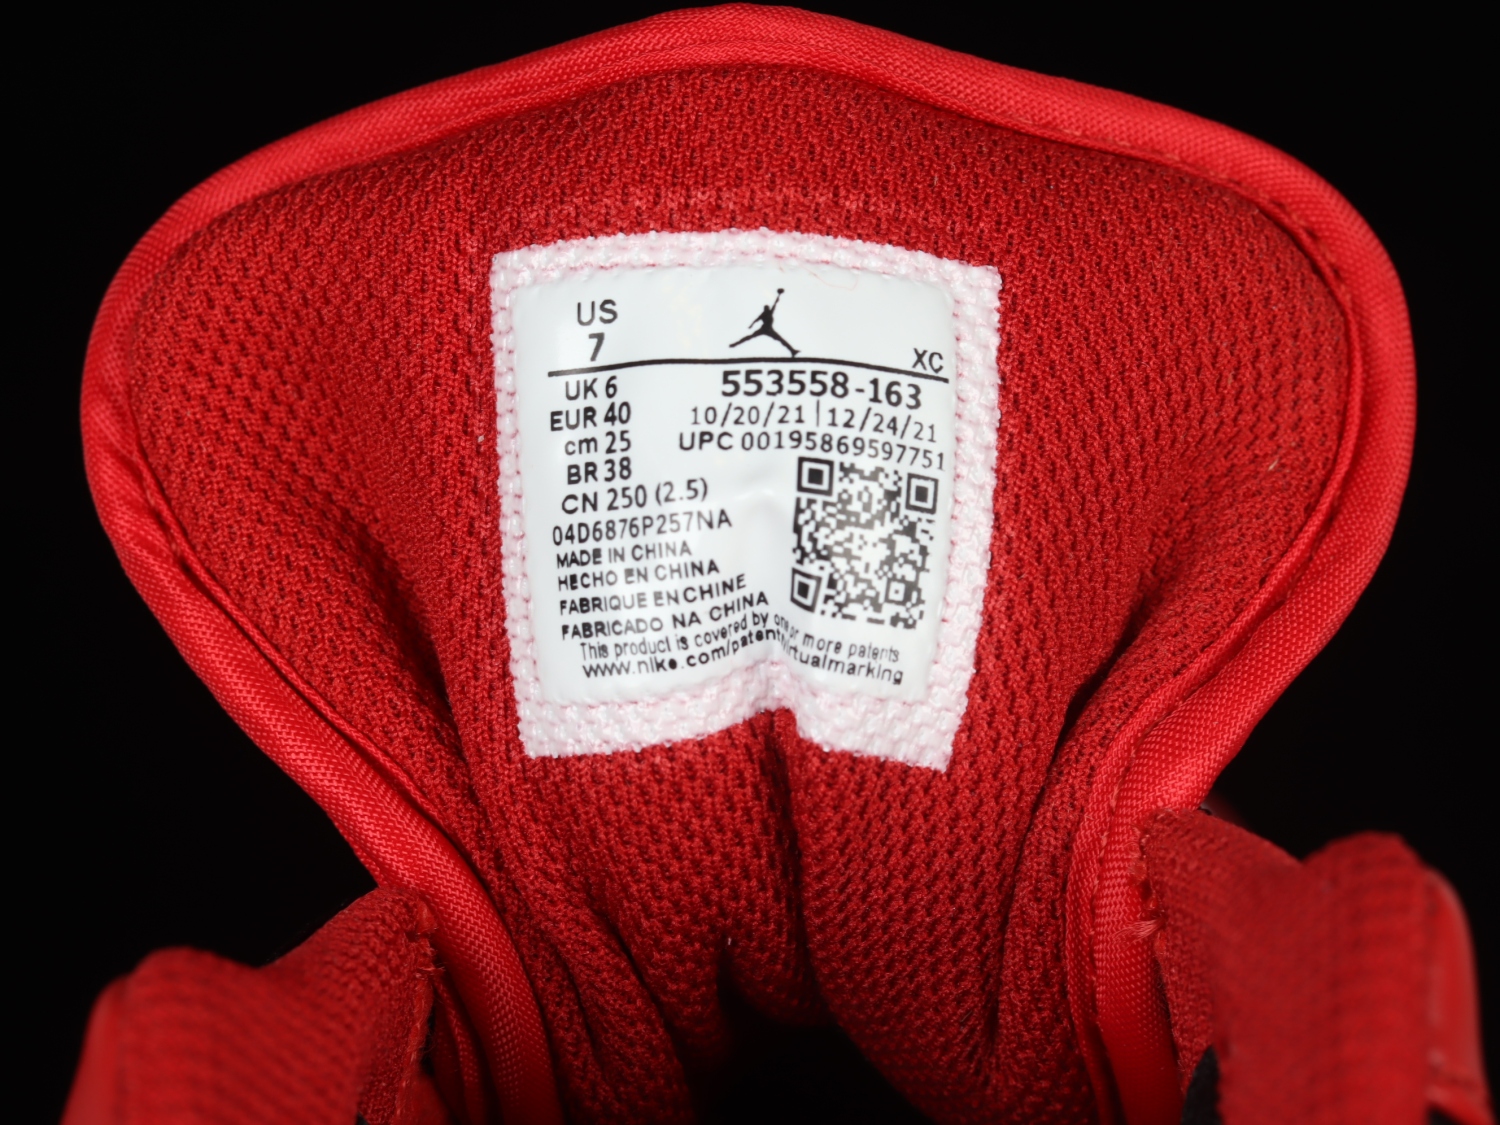 US
7
XC
UK 6
EUR 40
cm 25
BR 38
CN 250 (2.5)
553558-163
10/20/21 | 12/24/21
UPC 00195869597751
04D6876P257NA
MADE IN CHINA
HECHO EN CHINA
FABRIQUE EN CHINE
FABRICADO NA CHINA
This product is covered by one or more patents
www.nike.com/patentvirtualmarking